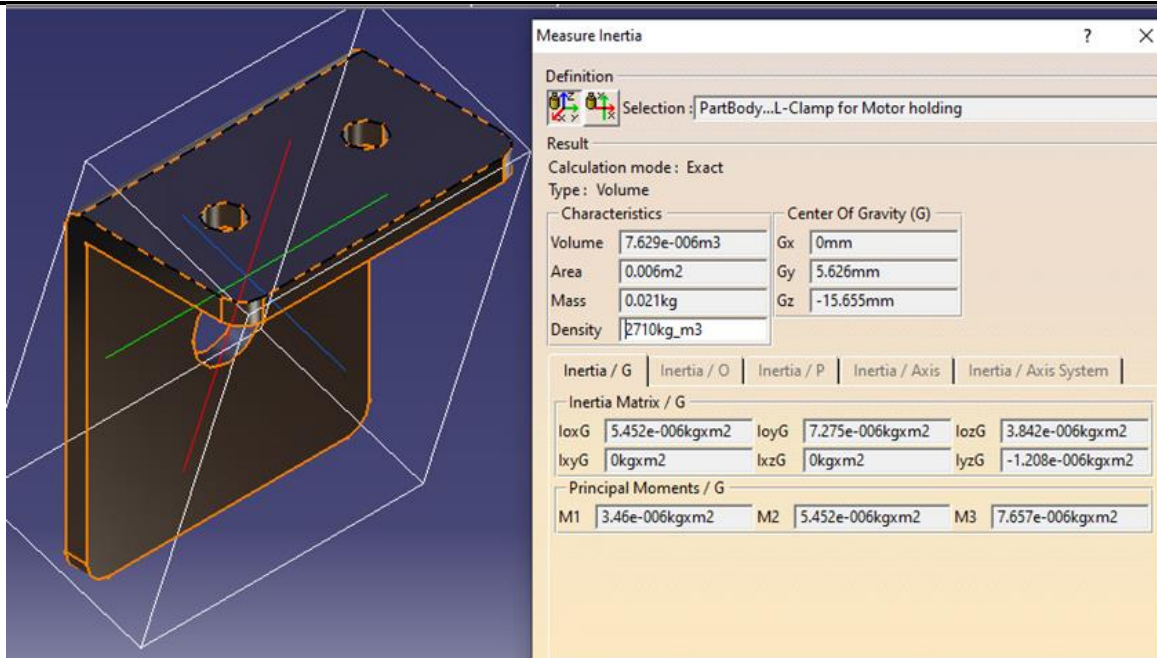 Measure Inertia ? ×
Definition
Selection : PartBody...L-Clamp for Motor holding
Result
Calculation mode : Exact
Type : Volume
Characteristics
Volume 7.629e-006m3
Area 0.006m2
Mass 0.021kg
Density 2710kg_m3
Center Of Gravity (G)
Gx 0mm
Gy 5.626mm
Gz -15.655mm
Inertia / G Inertia / O Inertia / P Inertia / Axis Inertia / Axis System
Inertia Matrix / G
IoxG 5.452e-006kgxm2 IoyG 7.275e-006kgxm2 IozG 3.842e-006kgxm2
IxyG 0kgxm2 IxzG 0kgxm2 IyzG -1.208e-006kgxm2
Principal Moments / G
M1 3.46e-006kgxm2 M2 5.452e-006kgxm2 M3 7.657e-006kgxm2